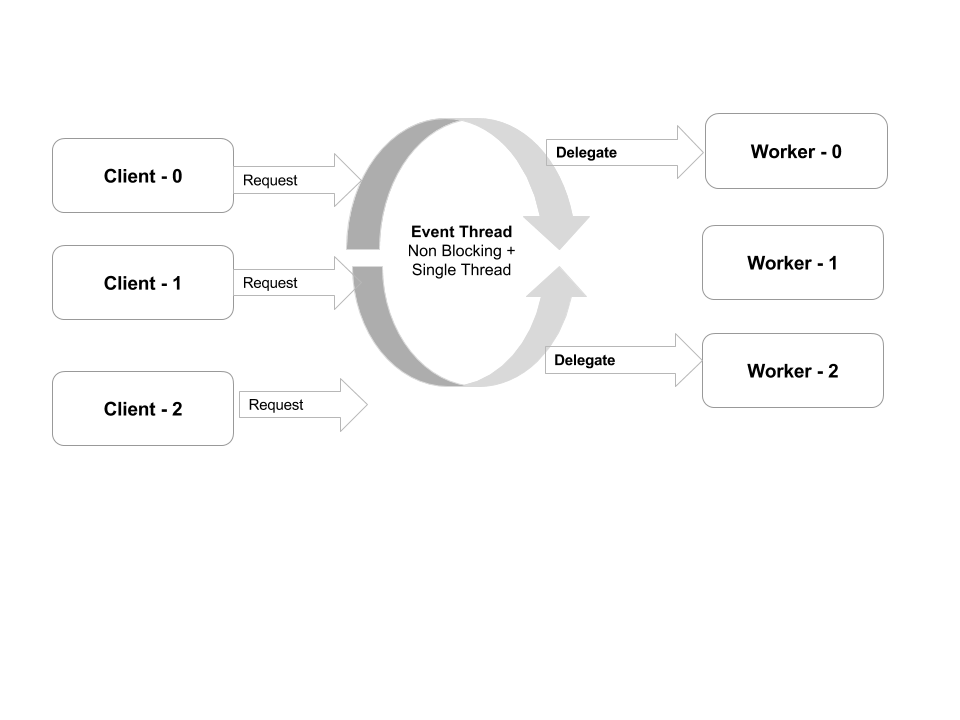 Client - 0
Request
Client - 1
Request
Client - 2
Request
Event Thread
Non Blocking +
Single Thread
Delegate
Worker - 0
Worker - 1
Delegate
Worker - 2